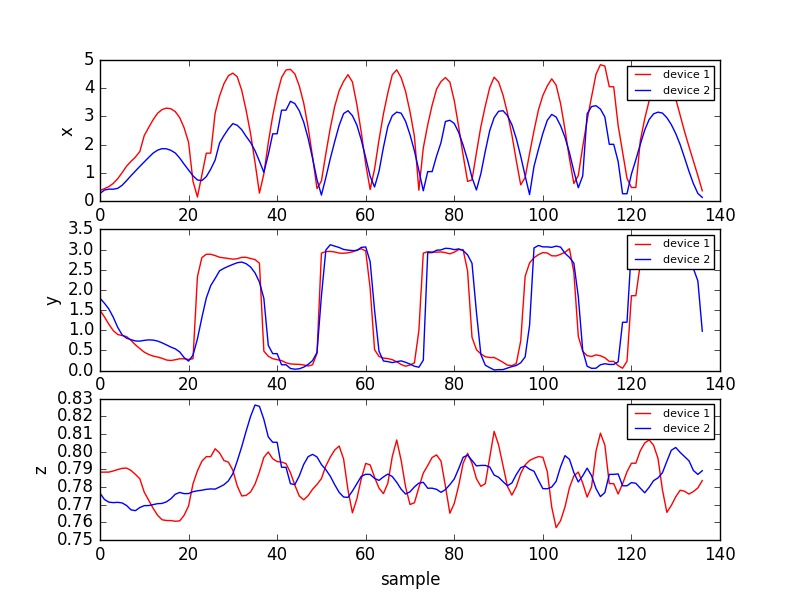 5
4
3
2
1
0
x
device 1
device 2
0 20 40 60 80 100 120 140
3.5
3.0
2.5
2.0
1.5
1.0
0.5
0.0
y
device 1
device 2
0 20 40 60 80 100 120 140
0.83
0.82
0.81
0.80
0.79
0.78
0.77
0.76
0.75
z
device 1
device 2
0 20 40 60 80 100 120 140
sample